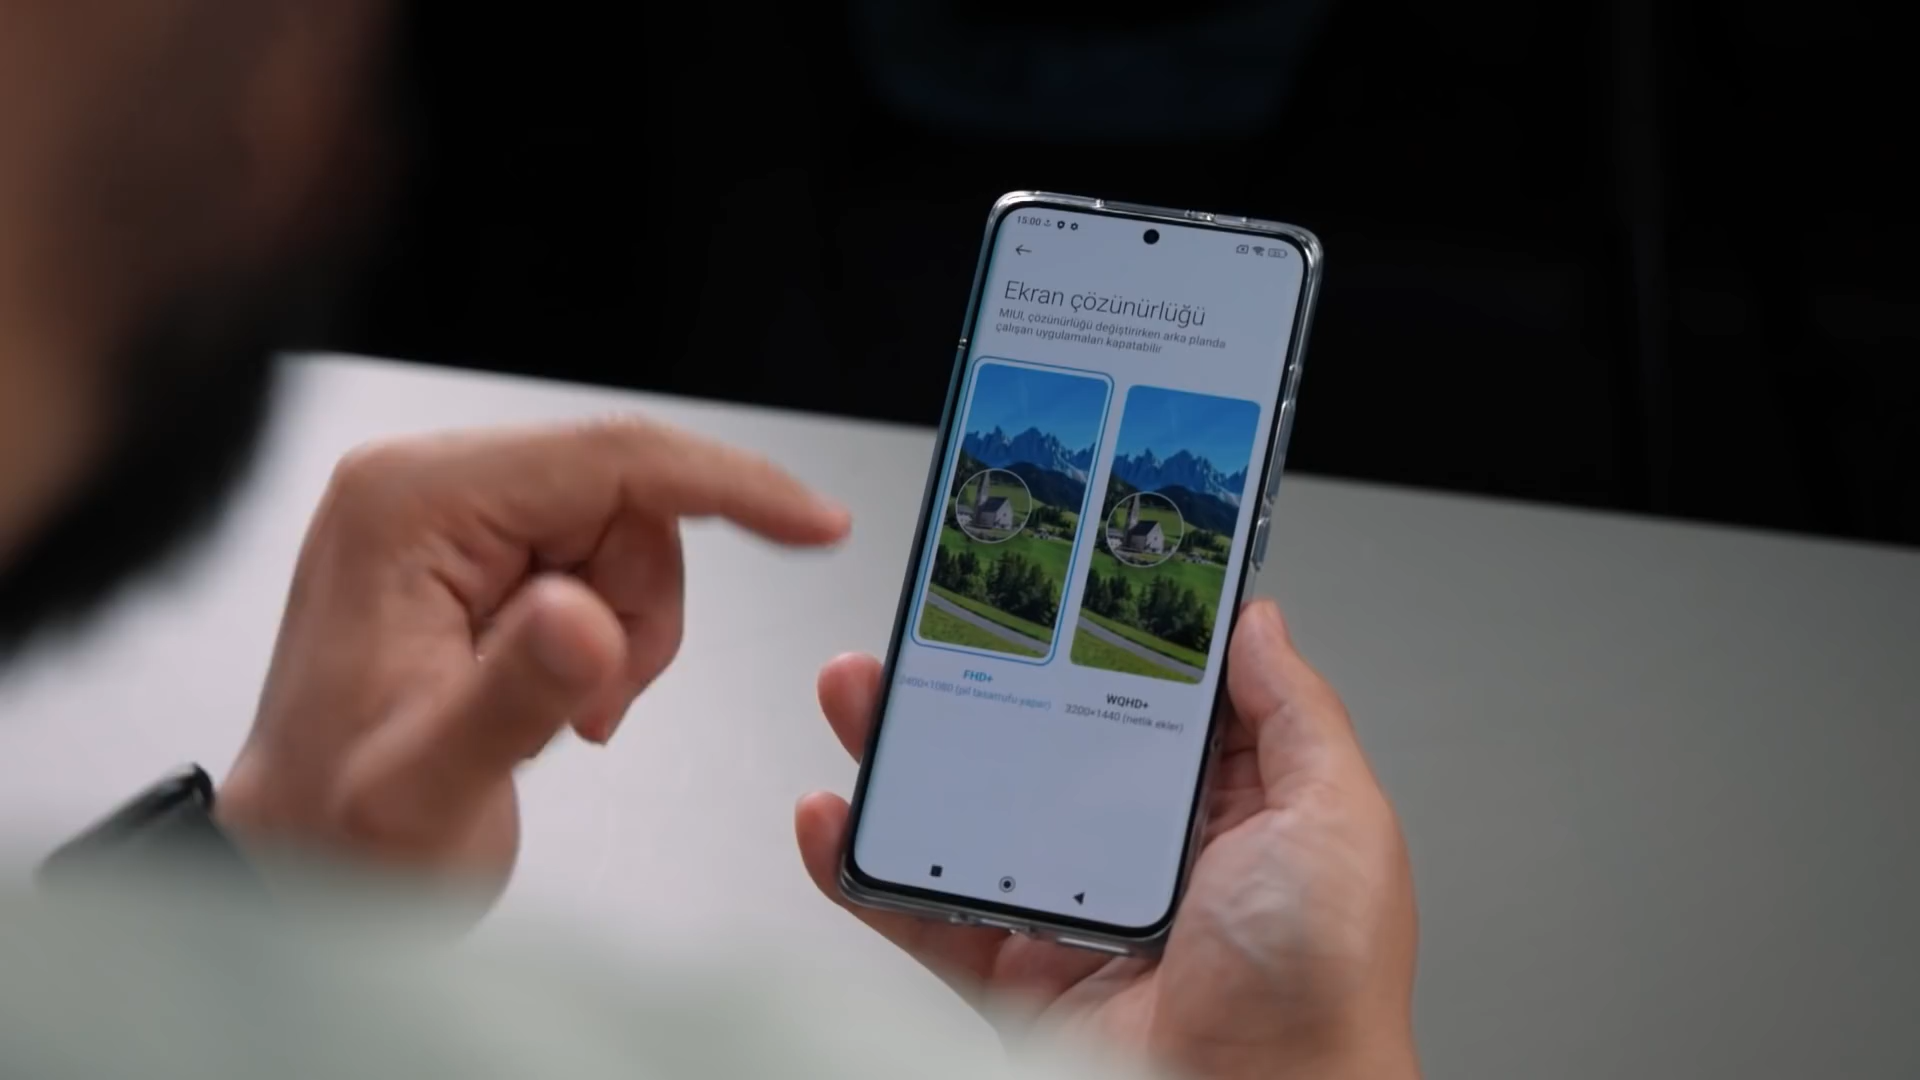 15:00
Ekran çözünürlüğü
MIUI, çözünürlüğü değiştirirken arka planda
çalışan uygulamaları kapatabilir
FHD+
2400×1080 (pil tasarrufu yapar)
WQHD+
3200×1440 (netlik ekler)